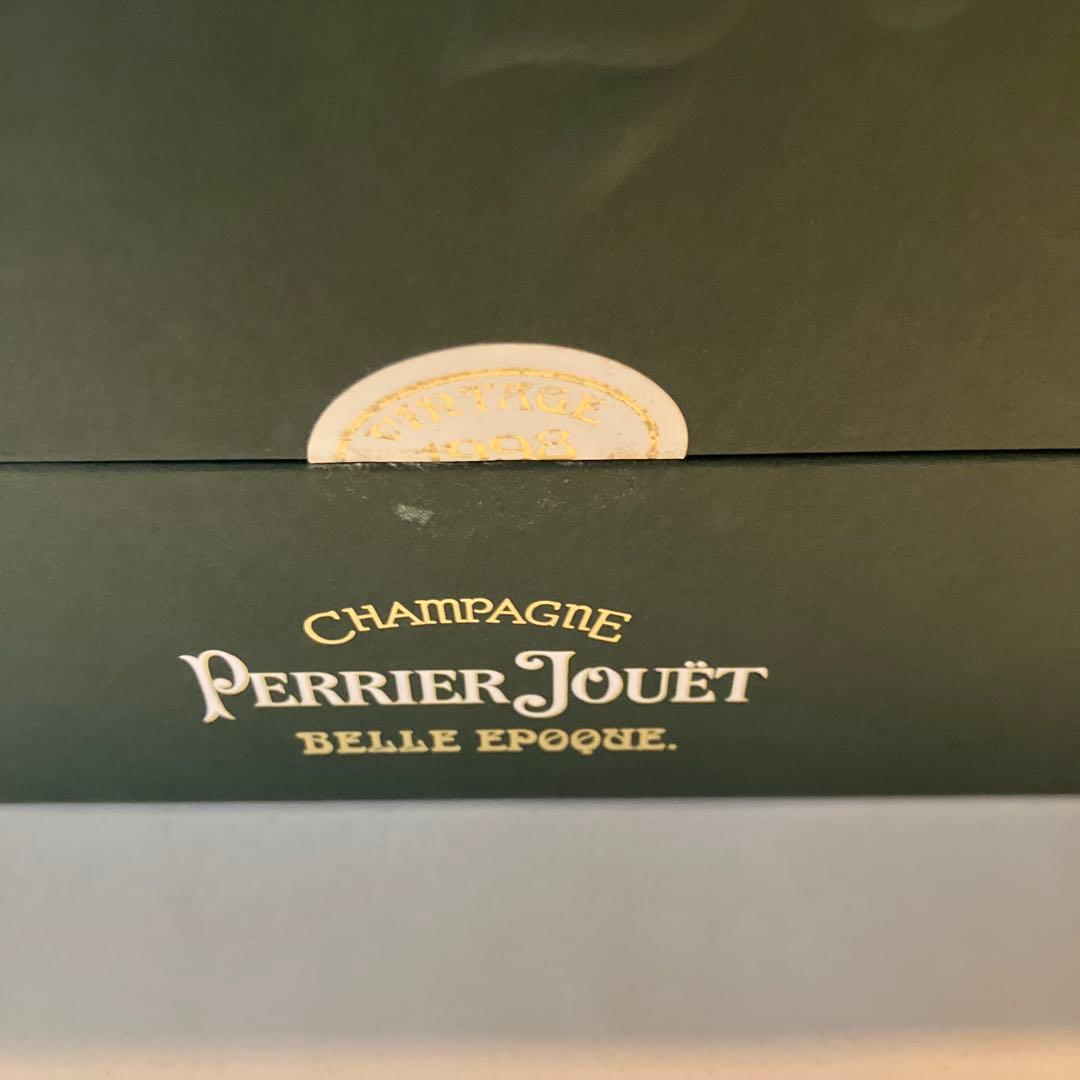 VINTAGE
1998
CHAMPAGNE
PERRIER JOUËT
BELLE EPOQUE.